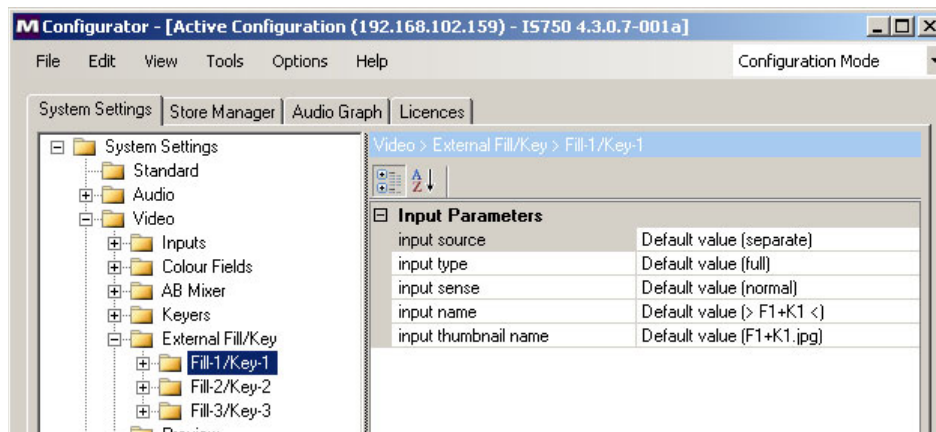 M Configurator - [Active Configuration (192.168.102.159) - IS750 4.3.0.7-001a]
File Edit View Tools Options Help Configuration Mode
System Settings Store Manager Audio Graph Licences
System Settings
Standard
Audio
Video
Inputs
Colour Fields
AB Mixer
Keyers
External Fill/Key
Fill-1/Key-1
Fill-2/Key-2
Fill-3/Key-3
Video > External Fill/Key > Fill-1/Key-1
A Z
Input Parameters
input source Default value (separate)
input type Default value (full)
input sense Default value (normal)
input name Default value (> F1+K1 <)
input thumbnail name Default value (F1+K1.jpg)